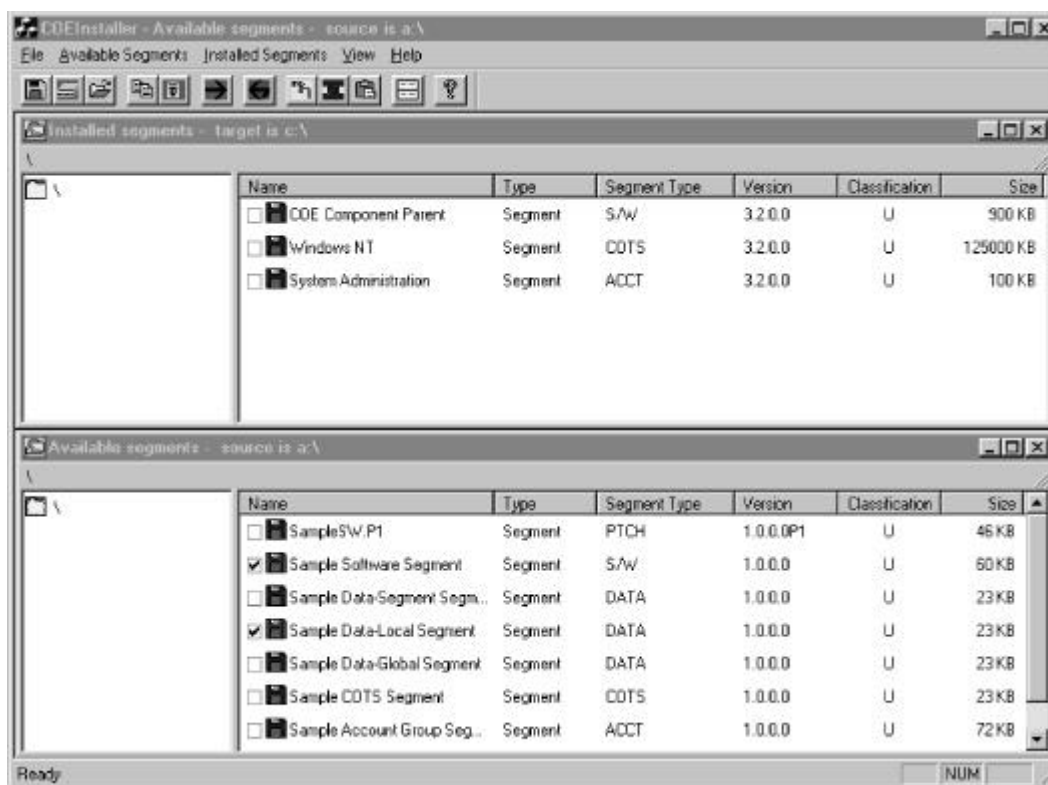 COEInstaller - Available segments - source is a:\
File Available Segments Installed Segments View Help
Installed segments - target is c:\
\
\
Name Type Segment Type Version Classification Size
COE Component Parent Segment S/W 3.2.0.0 U 900 KB
Windows NT Segment COTS 3.2.0.0 U 125000 KB
System Administration Segment ACCT 3.2.0.0 U 100 KB
Available segments - source is a:\
\
\
Name Type Segment Type Version Classification Size
SampleSW.P1 Segment PTCH 1.0.0.0P1 U 46 KB
Sample Software Segment Segment S/W 1.0.0.0 U 60 KB
Sample Data-Segment Segm... Segment DATA 1.0.0.0 U 23 KB
Sample Data-Local Segment Segment DATA 1.0.0.0 U 23 KB
Sample Data-Global Segment Segment DATA 1.0.0.0 U 23 KB
Sample COTS Segment Segment COTS 1.0.0.0 U 23 KB
Sample Account Group Seg... Segment ACCT 1.0.0.0 U 72 KB
Ready NUM